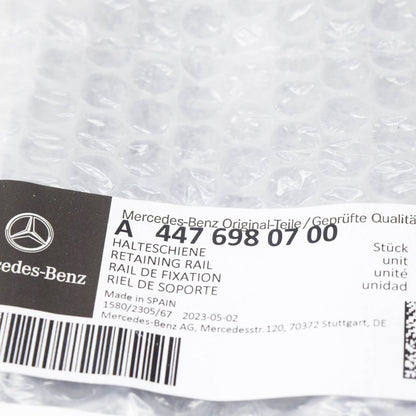 Mercedes-Benz Original-Teile/Geprüfte Qualitä
A 447 698 07 00
HALTESCHIENE
RETAINING RAIL
RAIL DE FIXATION
RIEL DE SOPORTE
Stück
unit
unité
unidad
cedes-Benz
Made in SPAIN
1580/2305/67 2023-05-02
Mercedes-Benz AG, Mercedesstr.120, 70372 Stuttgart, DE